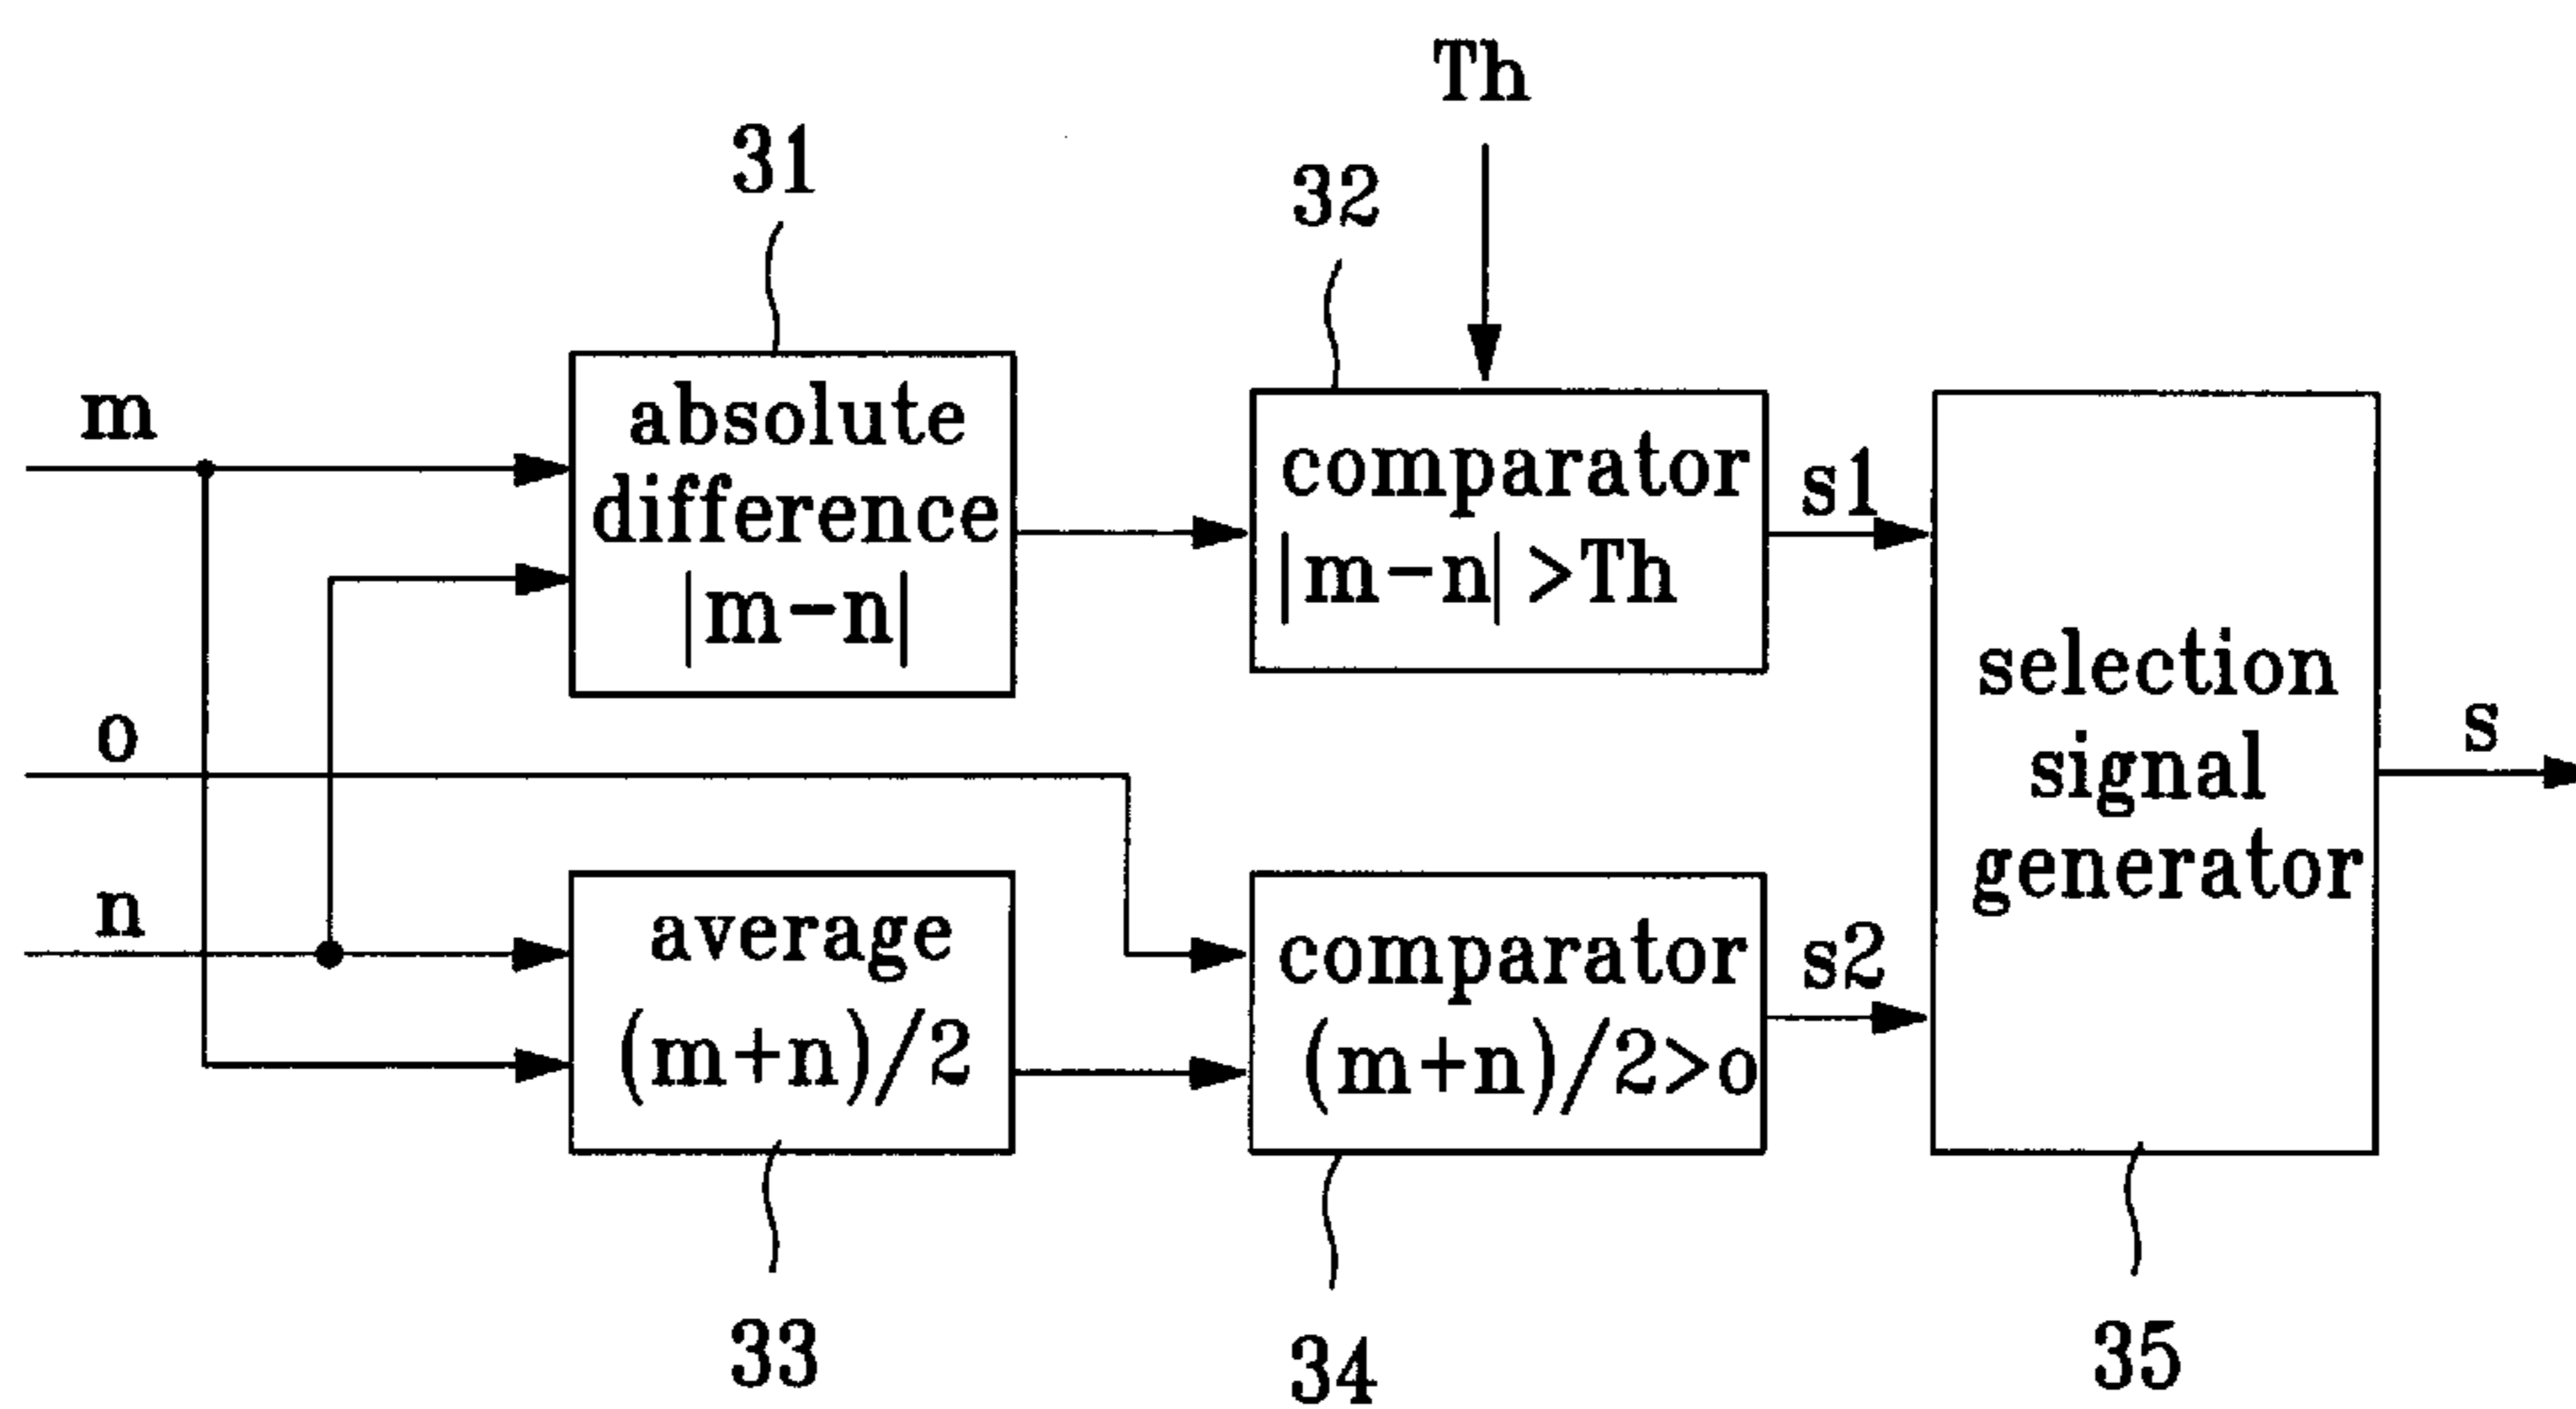 Th
31
32
m
absolute
difference
|m-n|
comparator
|m-n|>Th
s1
o
n
average
(m+n)/2
comparator
(m+n)/2>o
s2
selection
signal
generator
s
33
34
35